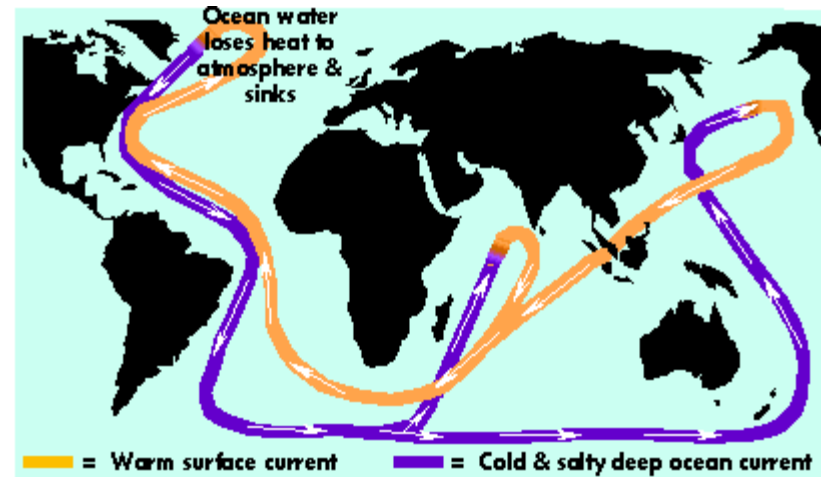 Ocean water
loses heat to
atmosphere &
sinks
= Warm surface current
= Cold & salty deep ocean current